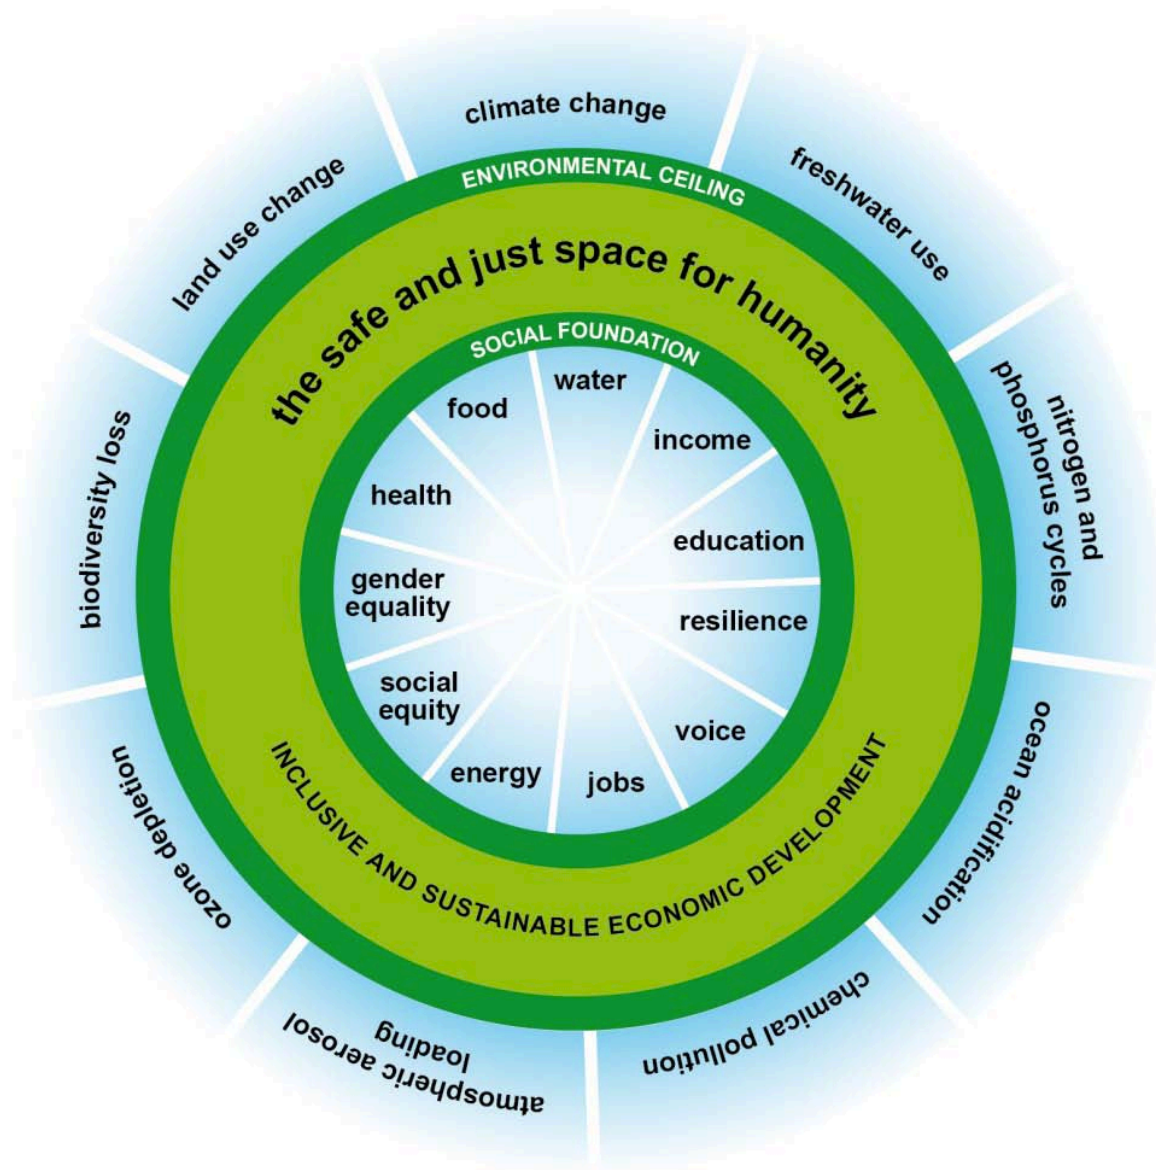 climate change
freshwater use
nitrogen and
phosphorus cycles
ocean acidification
chemical pollution
atmospheric aerosol
loading
ozone depletion
biodiversity loss
land use change
ENVIRONMENTAL CEILING
the safe and just space for humanity
SOCIAL FOUNDATION
water
income
education
resilience
voice
jobs
energy
social
equity
gender
equality
health
food
INCLUSIVE AND SUSTAINABLE ECONOMIC DEVELOPMENT